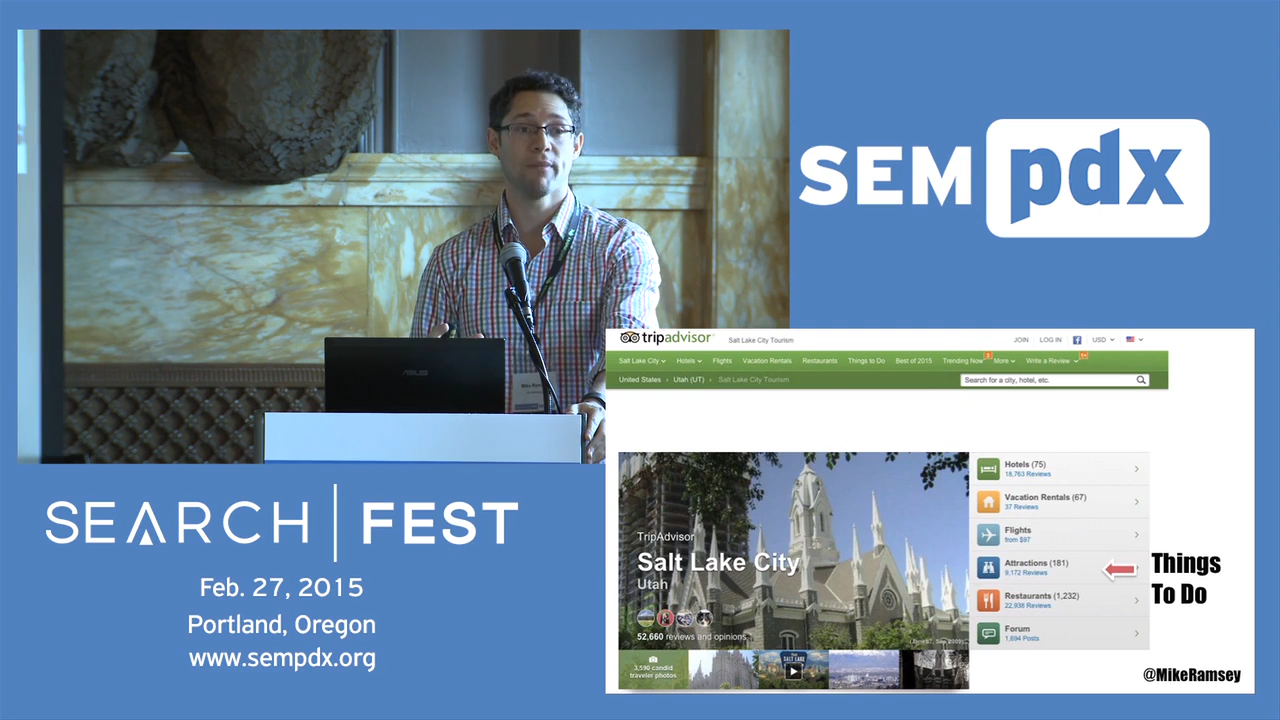 SEM pdx
ASUS
SEARCH FEST
Feb. 27, 2015
Portland, Oregon
www.sempdx.org
tripadvisor
Salt Lake City Tourism
JOIN LOG IN USD
Salt Lake City Hotels Flights Vacation Rentals Restaurants Things to Do Best of 2015 Trending Now More Write a Review
United States › Utah (UT) › Salt Lake City Tourism
Search for a city, hotel, etc.
TripAdvisor
Salt Lake City
Utah
52,660 reviews and opinions
3,590 candid
traveler photos
Hotels (75)
18,763 Reviews
Vacation Rentals (67)
37 Reviews
Flights
from $97
Attractions (181)
9,172 Reviews
Restaurants (1,232)
22,938 Reviews
Forum
1,694 Posts
Things
To Do
@MikeRamsey